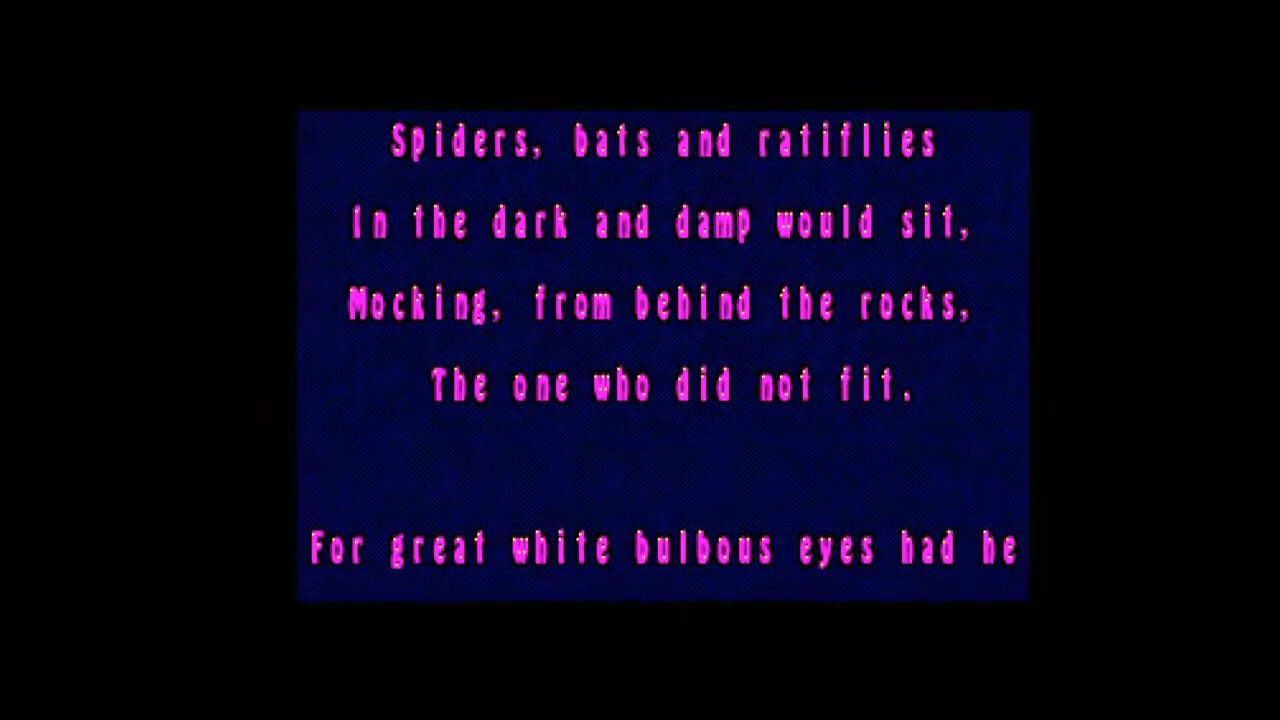 Spiders, bats and ratiflies
In the dark and damp would sit,
Mocking, from behind the rocks,
The one who did not fit.
For great white bulbous eyes had he